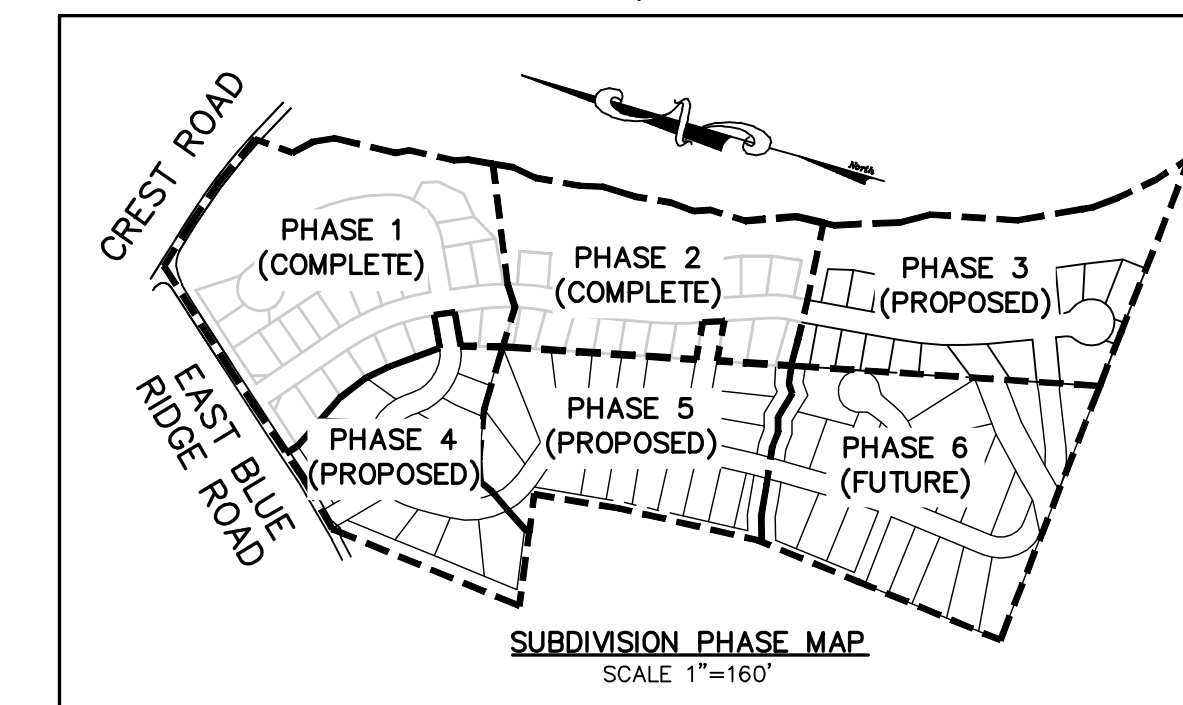 CREST ROAD
North
PHASE 1
(COMPLETE)
PHASE 2
(COMPLETE)
PHASE 3
(PROPOSED)
EAST BLUE
RIDGE ROAD
PHASE 4
(PROPOSED)
PHASE 5
(PROPOSED)
PHASE 6
(FUTURE)
SUBDIVISION PHASE MAP
SCALE 1"=160'